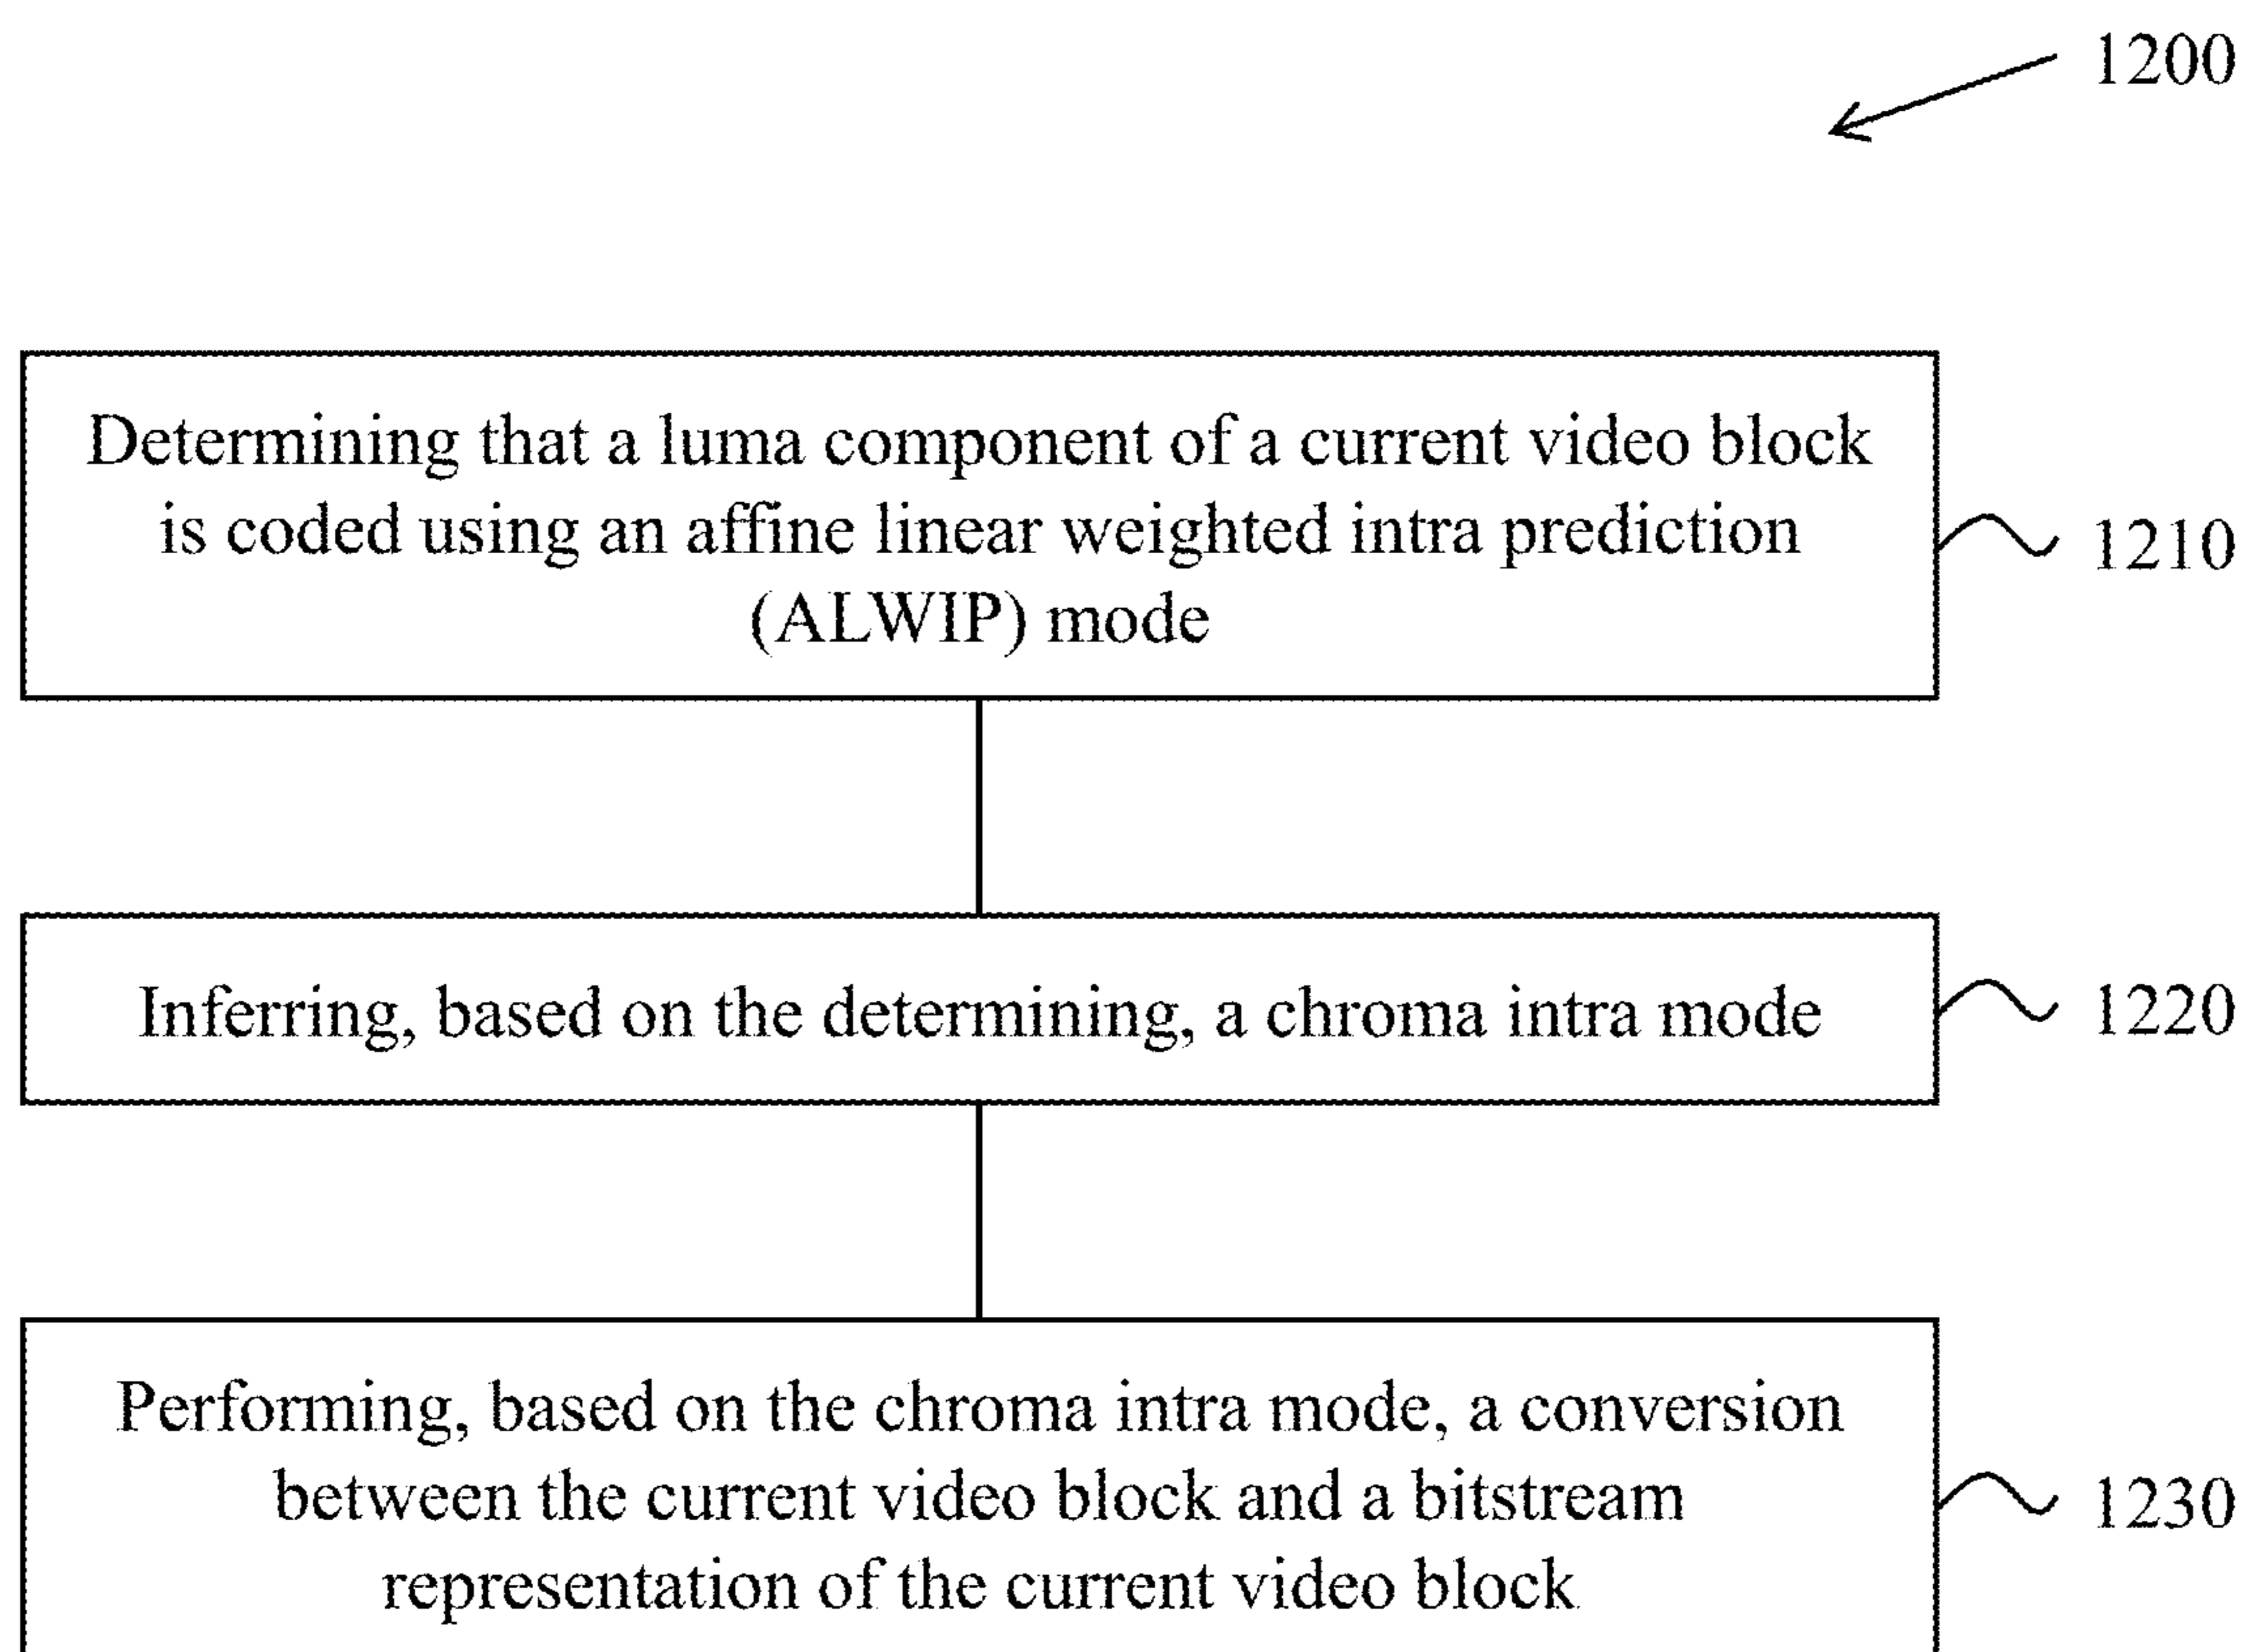 1200
Determining that a luma component of a current video block
is coded using an affine linear weighted intra prediction
(ALWIP) mode
1210
Inferring, based on the determining, a chroma intra mode
1220
Performing, based on the chroma intra mode, a conversion
between the current video block and a bitstream
representation of the current video block
1230